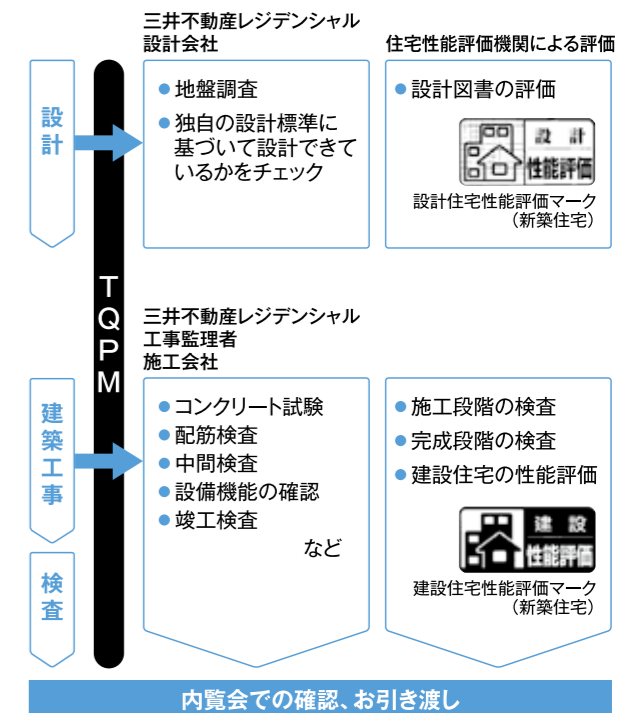 三井不動産レジデンシャル
設計会社
住宅性能評価機関による評価
設計
●地盤調査
●独自の設計標準に
基づいて設計できて
いるかをチェック
●設計図書の評価
設計
性能評価
設計住宅性能評価マーク
(新築住宅)
TQPM
三井不動産レジデンシャル
工事監理者
施工会社
建築工事
●コンクリート試験
●配筋検査
●中間検査
●設備機能の確認
●竣工検査
など
●施工段階の検査
●完成段階の検査
●建設住宅の性能評価
建設
性能評価
建設住宅性能評価マーク
(新築住宅)
検査
内覧会での確認、お引き渡し